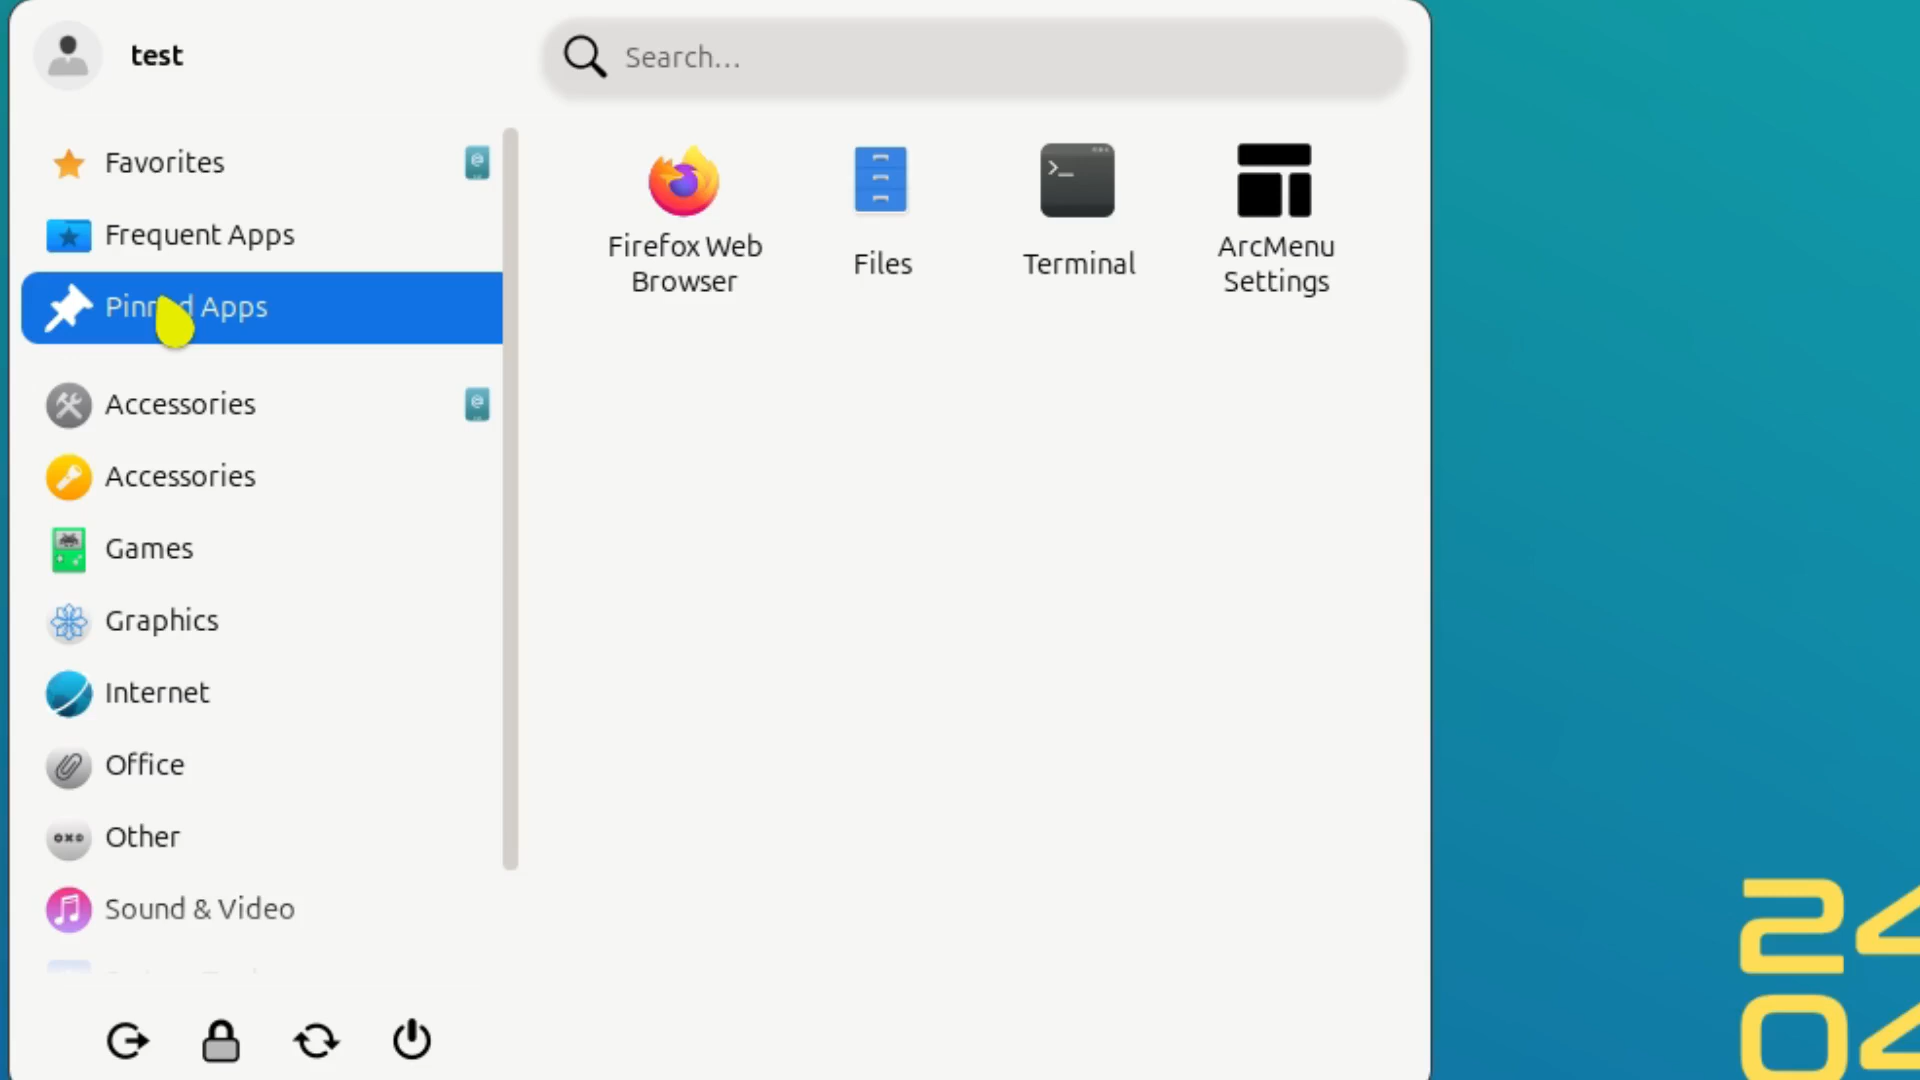 test
Search...
Favorites
Frequent Apps
Pinned Apps
Accessories
Accessories
Games
Graphics
Internet
Office
Other
Sound & Video
Firefox Web
Browser
Files
Terminal
ArcMenu
Settings
24
04